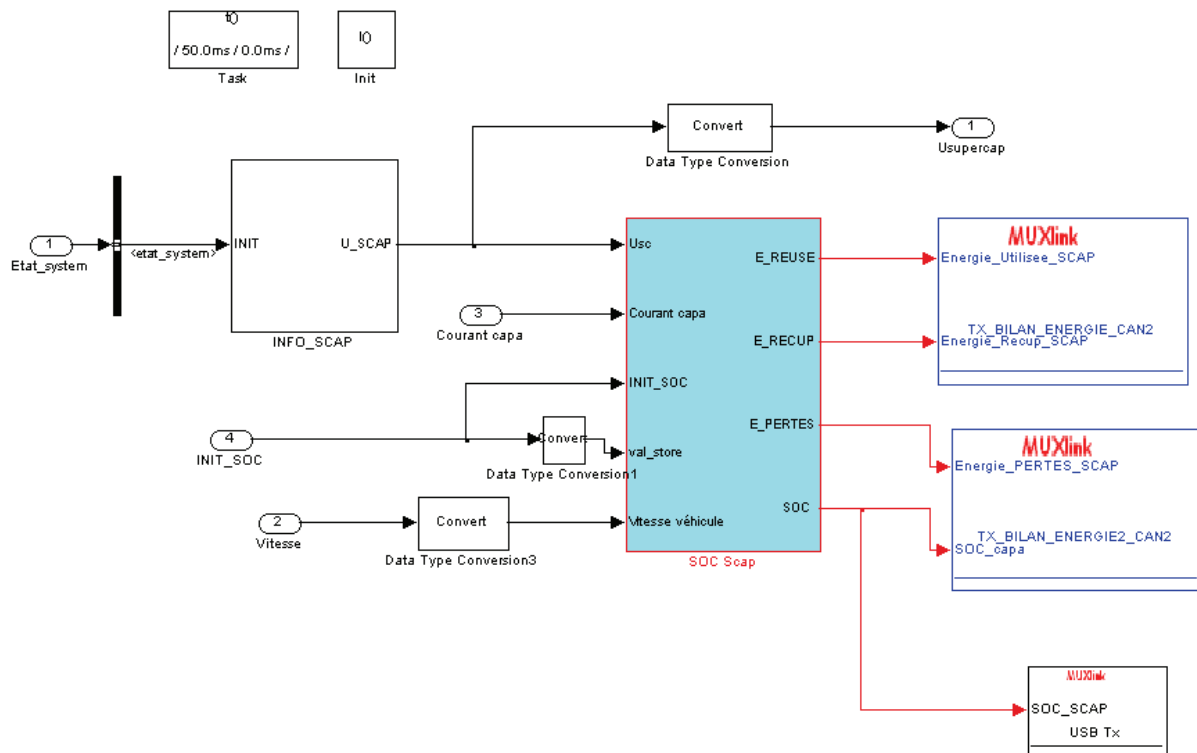 f()
/ 50.0ms / 0.0ms /
Task
I()
Init
Convert
Data Type Conversion
1
Usupercap
1
Etat_system
<etat_system>
INIT
U_SCAP
INFO_SCAP
3
Courant capa
4
INIT_SOC
Convert
Data Type Conversion1
2
Vitesse
Convert
Data Type Conversion3
Usc
Courant capa
INIT_SOC
val_store
Vitesse véhicule
E_REUSE
E_RECUP
E_PERTES
SOC
SOC Scap
MUXlink
Energie_Utilisee_SCAP
TX_BILAN_ENERGIE_CAN2
Energie_Recup_SCAP
MUXlink
Energie_PERTES_SCAP
TX_BILAN_ENERGIE2_CAN2
SOC_capa
MUXlink
SOC_SCAP
USB Tx